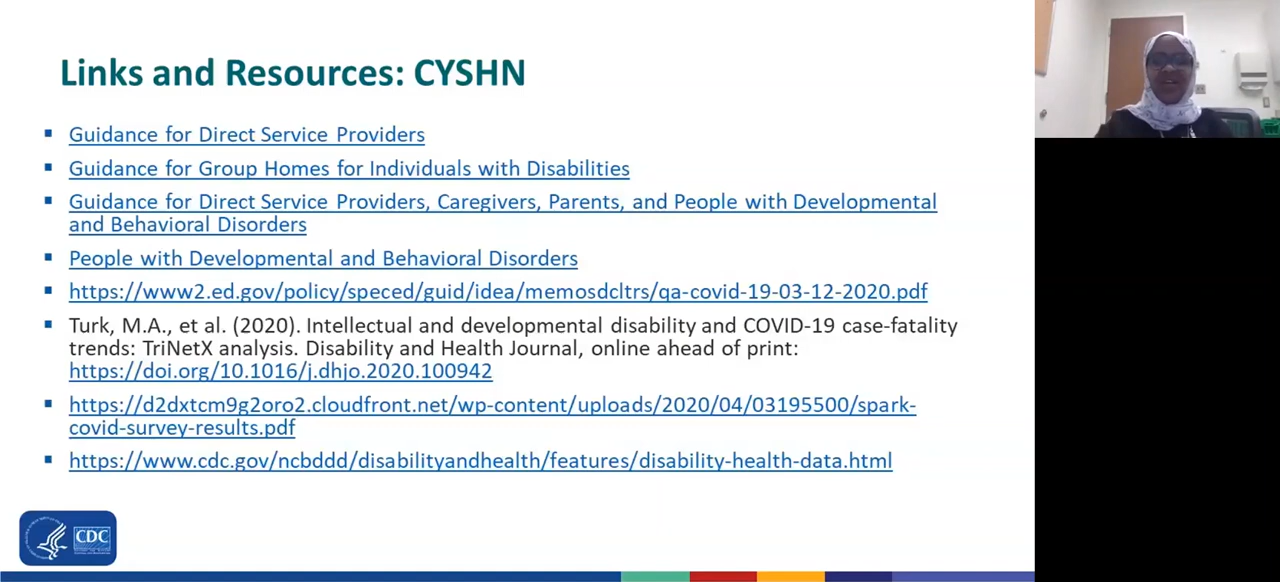 Links and Resources: CYSHN
Guidance for Direct Service Providers
Guidance for Group Homes for Individuals with Disabilities
Guidance for Direct Service Providers, Caregivers, Parents, and People with Developmental
and Behavioral Disorders
People with Developmental and Behavioral Disorders
https://www2.ed.gov/policy/speced/guid/idea/memosdcltrs/qa-covid-19-03-12-2020.pdf
Turk, M.A., et al. (2020). Intellectual and developmental disability and COVID-19 case-fatality
trends: TriNetX analysis. Disability and Health Journal, online ahead of print:
https://doi.org/10.1016/j.dhjo.2020.100942
https://d2dxtcm9g2oro2.cloudfront.net/wp-content/uploads/2020/04/03195500/spark-
covid-survey-results.pdf
https://www.cdc.gov/ncbddd/disabilityandhealth/features/disability-health-data.html
CDC